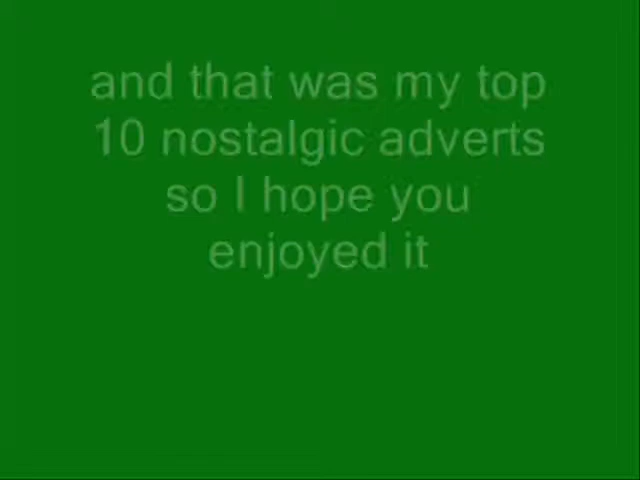 and that was my top
10 nostalgic adverts
so I hope you
enjoyed it